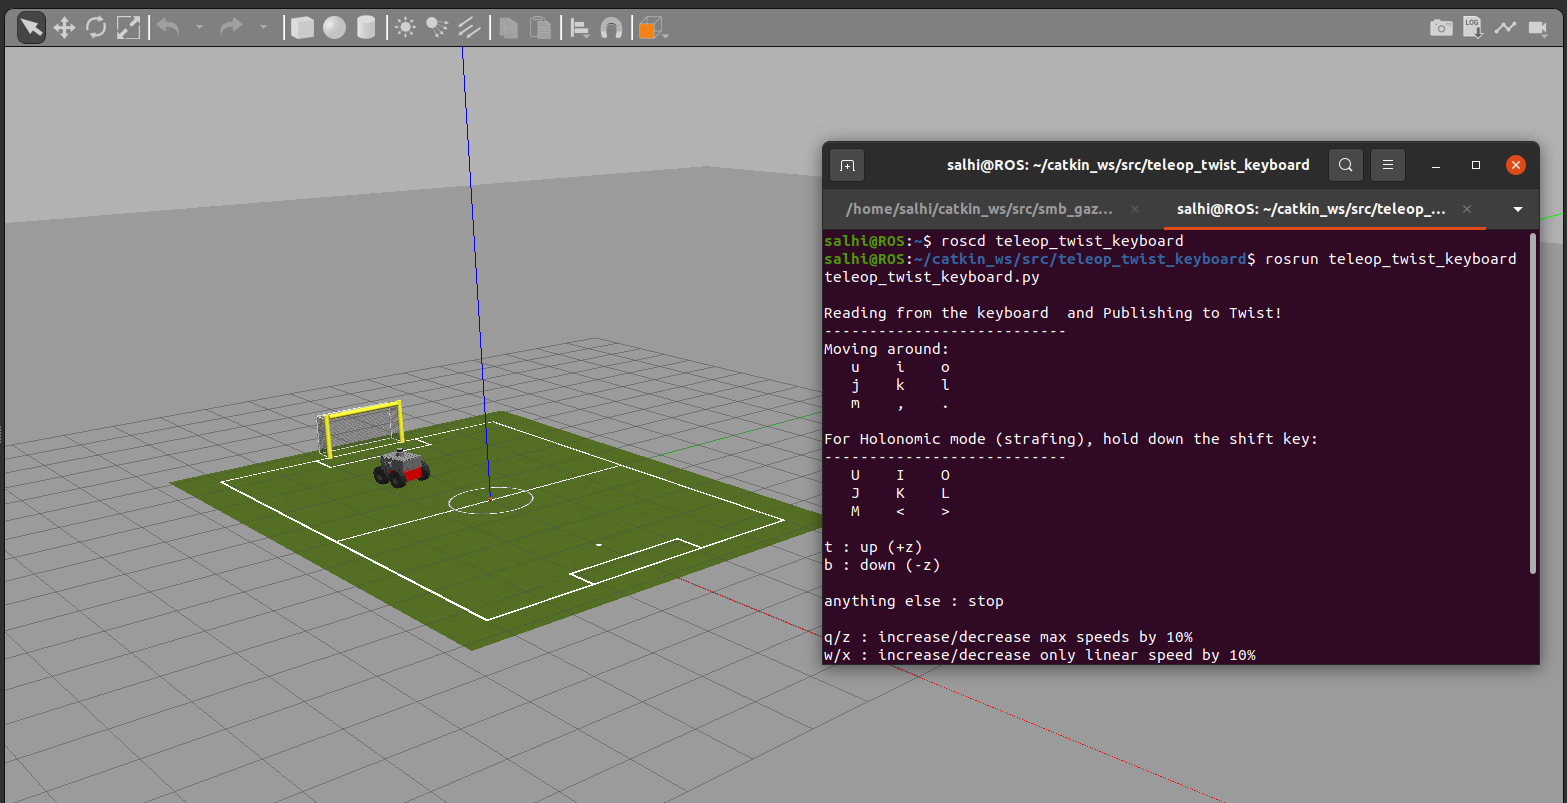 LOG
salhi@ROS: ~/catkin_ws/src/teleop_twist_keyboard
/home/salhi/catkin_ws/src/smb_gaz... × salhi@ROS: ~/catkin_ws/src/teleop_... ×
salhi@ROS:~$ roscd teleop_twist_keyboard
salhi@ROS:~/catkin_ws/src/teleop_twist_keyboard$ rosrun teleop_twist_keyboard
teleop_twist_keyboard.py
Reading from the keyboard  and Publishing to Twist!
---------------------------
Moving around:
   u    i    o
   j    k    l
   m    ,    .
For Holonomic mode (strafing), hold down the shift key:
---------------------------
   U    I    O
   J    K    L
   M    <    >
t : up (+z)
b : down (-z)
anything else : stop
q/z : increase/decrease max speeds by 10%
w/x : increase/decrease only linear speed by 10%